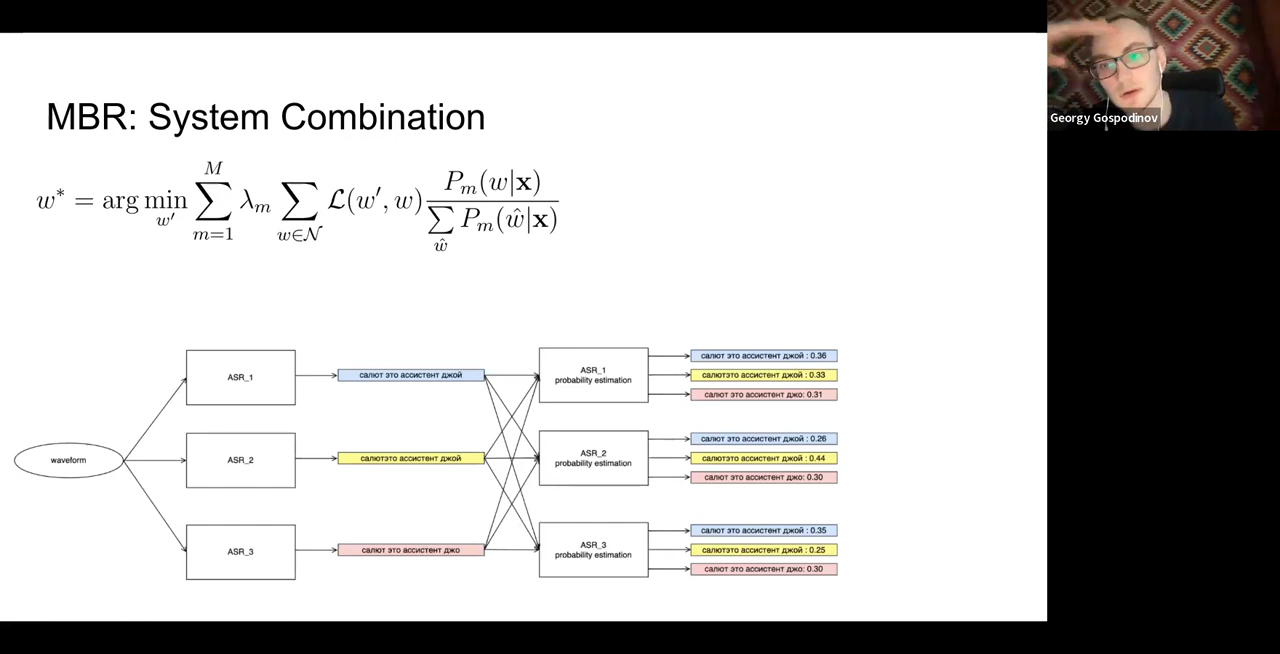 MBR: System Combination
w* = arg min_{w'} \sum_{m=1}^{M} λ_m \sum_{w∈𝒩} ℒ(w', w) \frac{P_m(w|x)}{\sum_{ŵ} P_m(ŵ|x)}
waveform
ASR_1
ASR_2
ASR_3
салют это ассистент джой
салютэто ассистент джой
салют это ассистент джо
ASR_1
probability estimation
ASR_2
probability estimation
ASR_3
probability estimation
салют это ассистент джой : 0.36
салютэто ассистент джой : 0.33
салют это ассистент джо: 0.31
салют это ассистент джой : 0.26
салютэто ассистент джой : 0.44
салют это ассистент джо: 0.30
салют это ассистент джой : 0.35
салютэто ассистент джой : 0.25
салют это ассистент джо: 0.30
Georgy Gospodinov